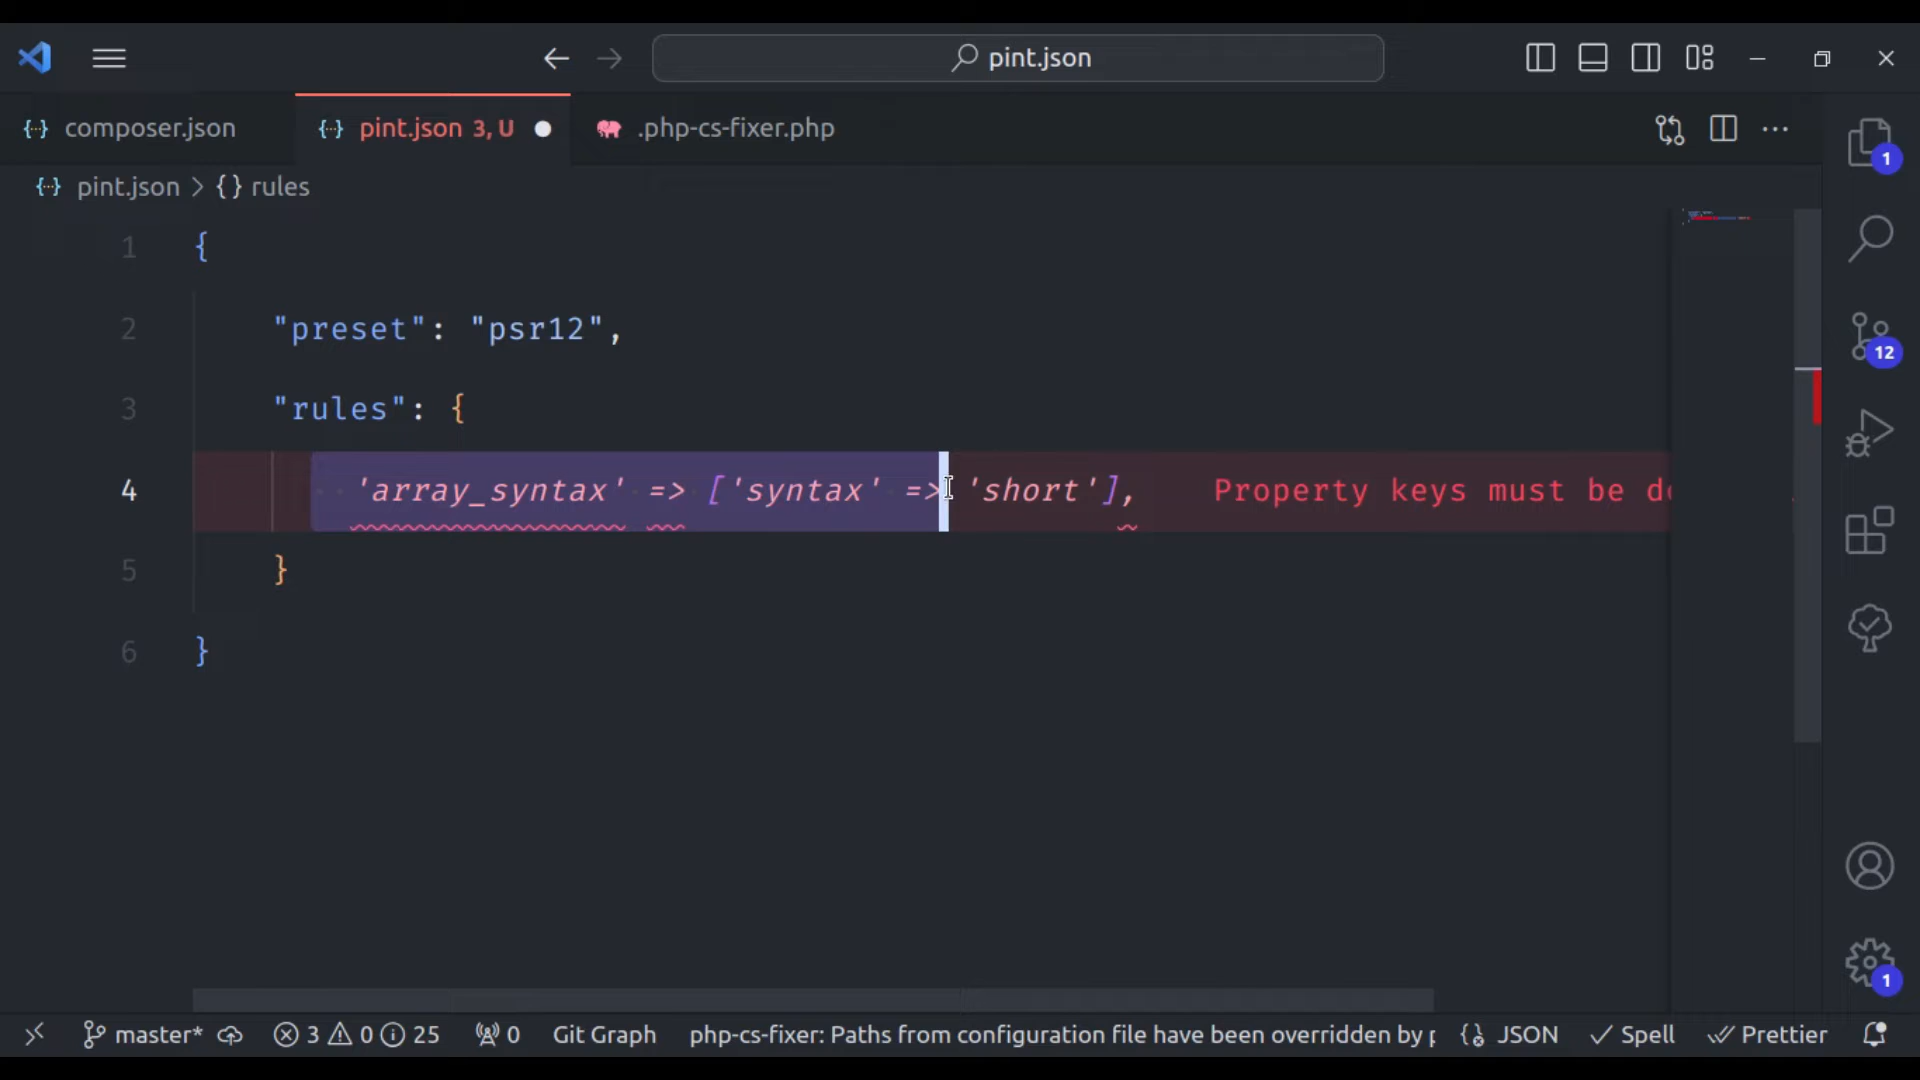 pint.json
composer.json
pint.json 3, U
.php-cs-fixer.php
pint.json > {} rules
1 {
2 "preset": "psr12",
3 "rules": {
4 'array_syntax' => ['syntax' => 'short'], Property keys must be
5 }
6 }
1
12
1
master* 3 0 25 0 Git Graph php-cs-fixer: Paths from configuration file have been overridden by JSON Spell Prettier